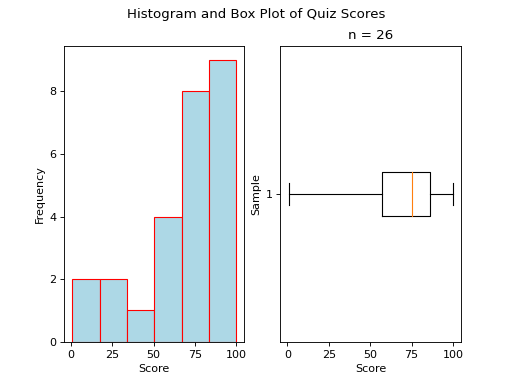 Histogram and Box Plot of Quiz Scores
8
6
4
2
0
Frequency
0 25 50 75 100
Score
n = 26
1
Sample
0 25 50 75 100
Score